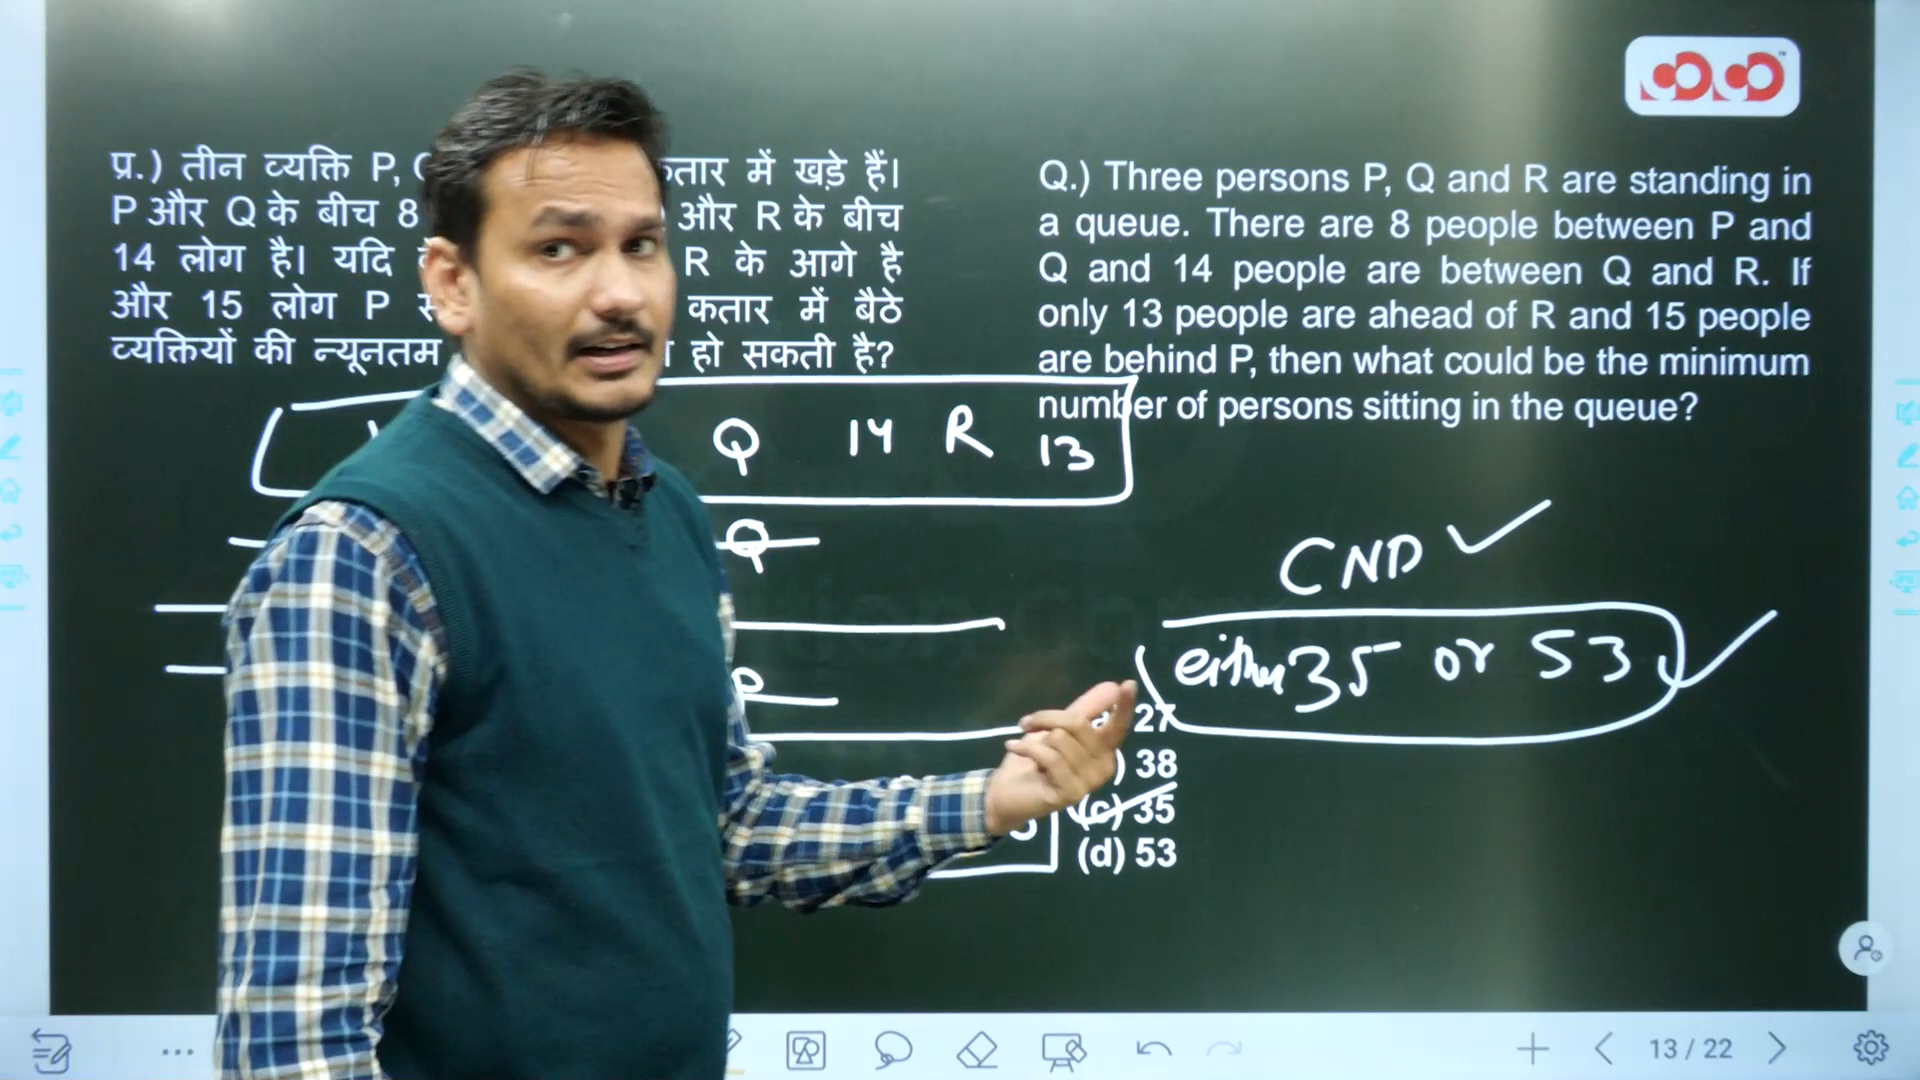 प्र.) तीन व्यक्ति P, कतार में खड़े हैं।
P और Q के बीच 8 और R के बीच
14 लोग है। यदि R के आगे है
और 15 लोग P कतार में बैठे
व्यक्तियों की न्यूनतम हो सकती है?
Q.) Three persons P, Q and R are standing in
a queue. There are 8 people between P and
Q and 14 people are between Q and R. If
only 13 people are ahead of R and 15 people
are behind P, then what could be the minimum
number of persons sitting in the queue?
Q 14 R 13
Q
P
CND
either 35 or 53
27
) 38
(c) 35
(d) 53
13 / 22